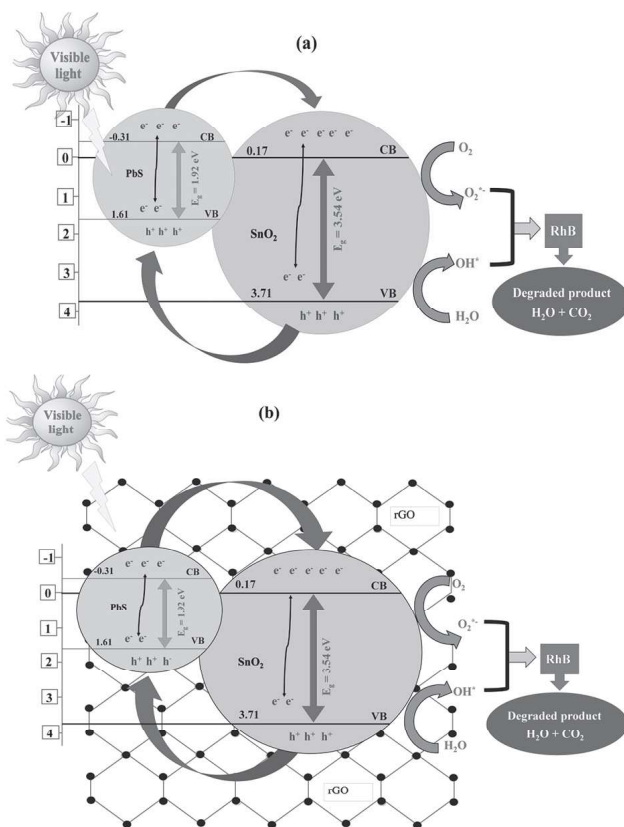 (a)
Visible
light
-1
0
1
2
3
4
e⁻ e⁻ e⁻
-0.31 CB
PbS
E_g = 1.92 eV
e⁻ e⁻
1.61 VB
h⁺ h⁺ h⁺
e⁻ e⁻ e⁻ e⁻ e⁻
0.17 CB
SnO₂
E_g = 3.54 eV
e⁻ e⁻
3.71 VB
h⁺ h⁺ h⁺
O₂
O₂•-
OH•
H₂O
RhB
Degraded product
H₂O + CO₂
(b)
Visible
light
rGO
-1
0
1
2
3
4
e⁻ e⁻ e⁻
-0.31 CB
PbS
E_g = 1.92 eV
e⁻ e⁻
1.61 VB
h⁺ h⁺ h⁺
e⁻ e⁻ e⁻ e⁻ e⁻
0.17 CB
SnO₂
E_g = 3.54 eV
e⁻ e⁻
3.71 VB
h⁺ h⁺ h⁺
O₂
O₂•-
OH•
H₂O
RhB
Degraded product
H₂O + CO₂
rGO